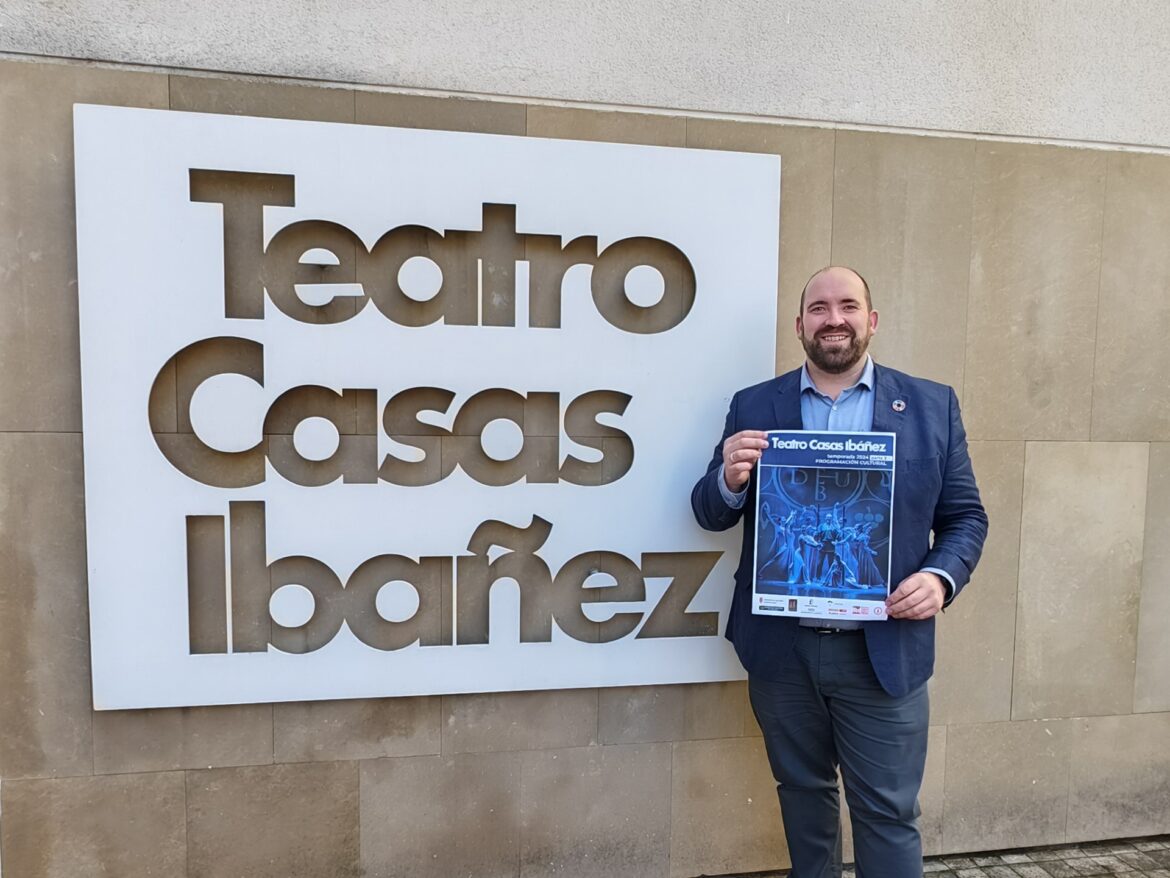 Teatro
Casas
Ibañez
Teatro Casas Ibáñez
temporada 2024
PROGRAMACIÓN CULTURAL